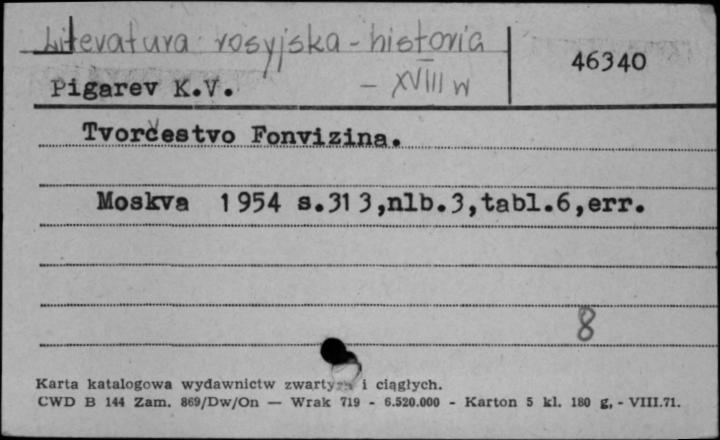 Literatura rosyjska - historia
46340
Pigarev K.V.
- XVIII w
Tvorčestvo Fonvizina.
Moskva 1954 s.313,nlb.3,tabl.6,err.
8
Karta katalogowa wydawnictw zwartych i ciągłych.
CWD B 144 Zam. 869/Dw/On — Wrak 719 - 6.520.000 - Karton 5 kl. 180 g. - VIII.71.